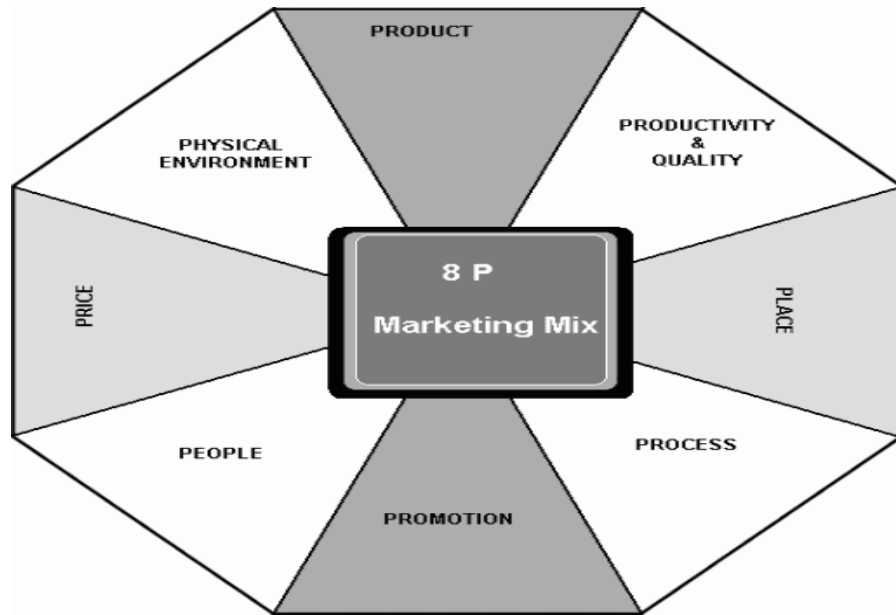 PRODUCT
PHYSICAL
ENVIRONMENT
PRODUCTIVITY
&
QUALITY
8 P
Marketing Mix
PRICE
PLACE
PEOPLE
PROCESS
PROMOTION